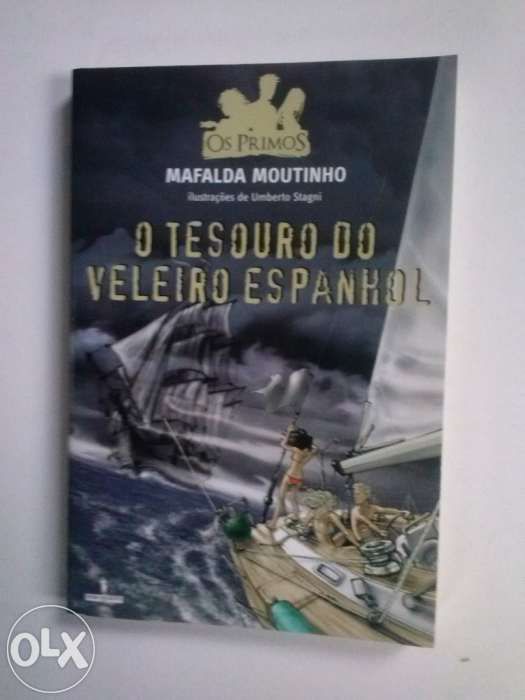 OS PRIMOS
MAFALDA MOUTINHO
ilustrações de Umberto Stagni
O TESOURO DO
VELEIRO ESPANHOL
OLX